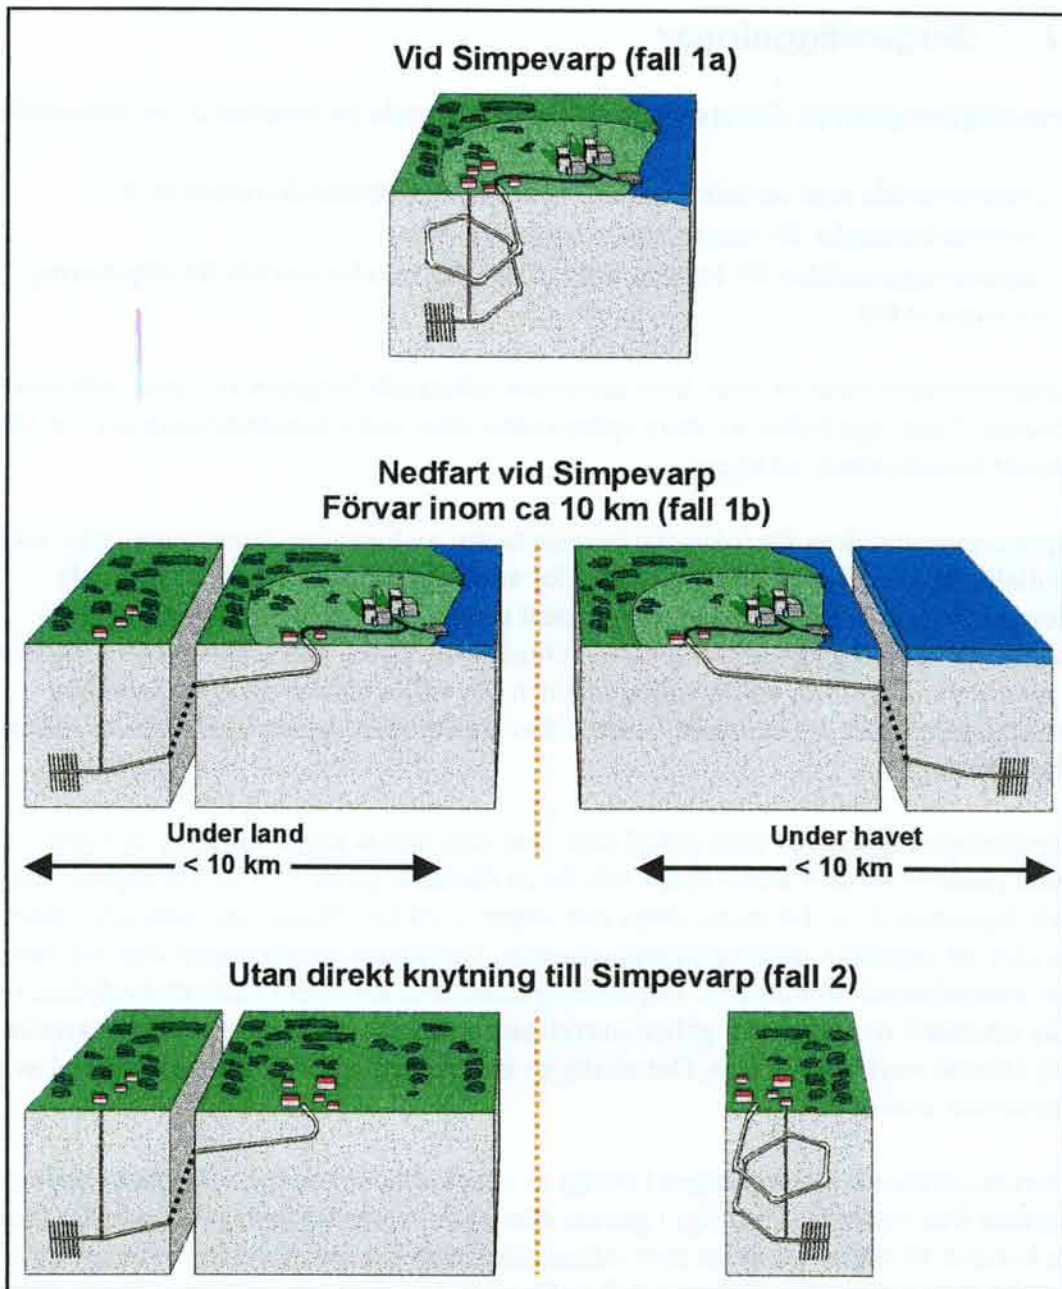 Vid Simpevarp (fall 1a)
Nedfart vid Simpevarp
Förvar inom ca 10 km (fall 1b)
Under land
< 10 km
Under havet
< 10 km
Utan direkt knytning till Simpevarp (fall 2)